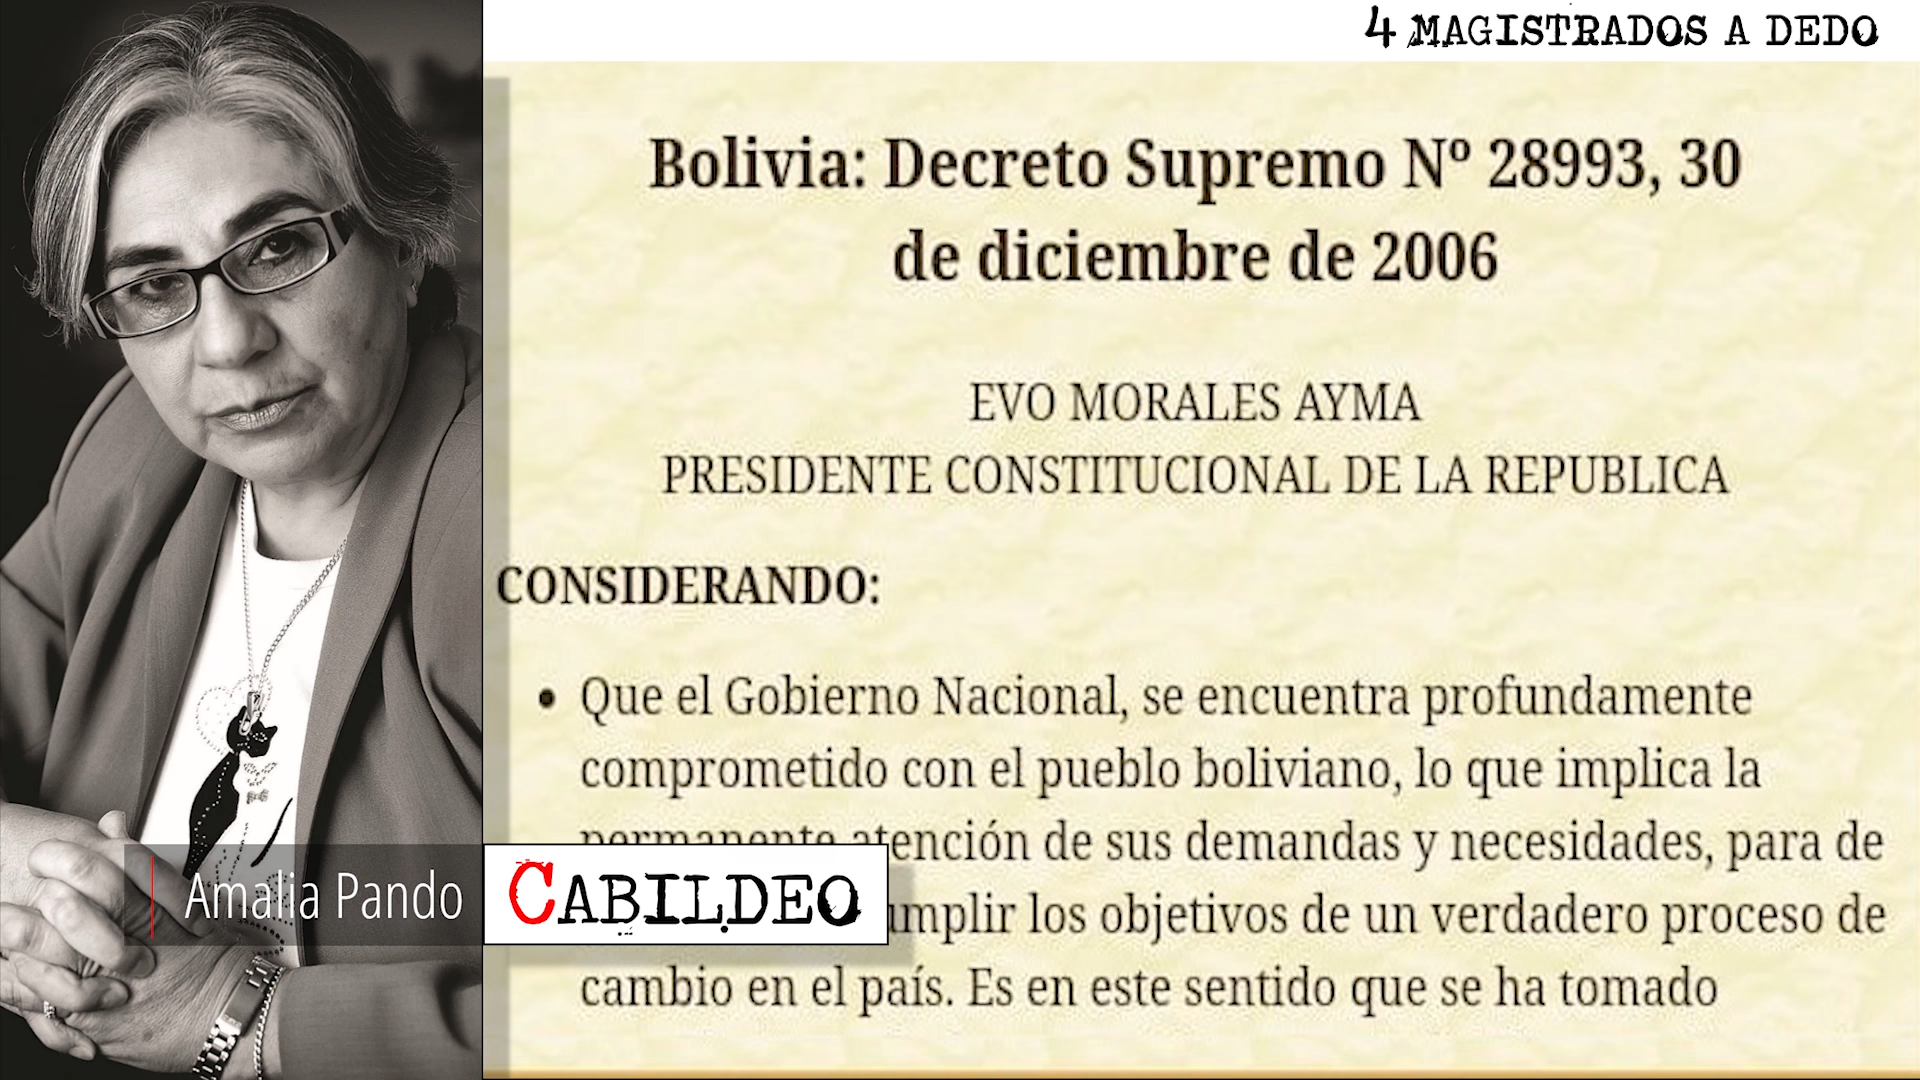 4 MAGISTRADOS A DEDO
Bolivia: Decreto Supremo Nº 28993, 30
de diciembre de 2006
EVO MORALES AYMA
PRESIDENTE CONSTITUCIONAL DE LA REPUBLICA
CONSIDERANDO:
• Que el Gobierno Nacional, se encuentra profundamente
comprometido con el pueblo boliviano, lo que implica la
permanente atención de sus demandas y necesidades, para de
umplir los objetivos de un verdadero proceso de
cambio en el país. Es en este sentido que se ha tomado
Amalia Pando
CABILDEO